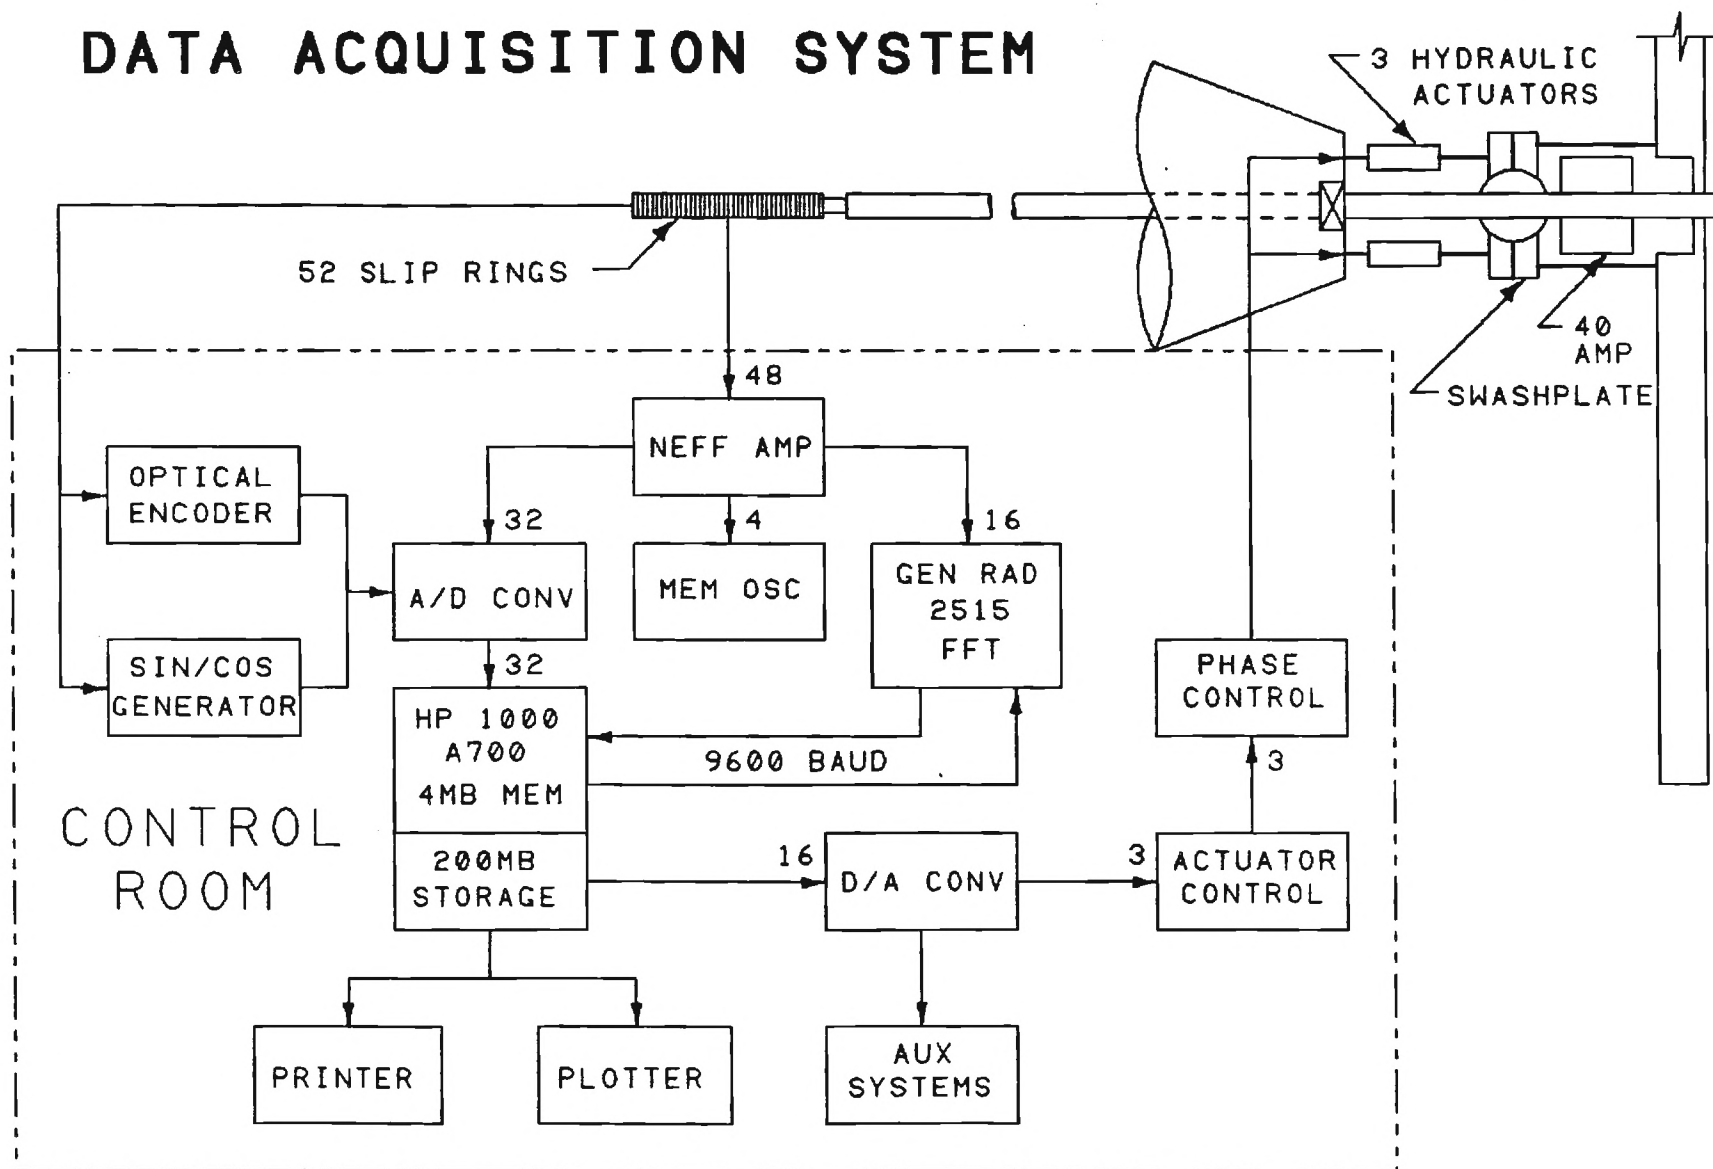 DATA ACQUISITION SYSTEM
3 HYDRAULIC
ACTUATORS
52 SLIP RINGS
40
AMP
SWASHPLATE
48
NEFF AMP
OPTICAL
ENCODER
32
4
16
A/D CONV
MEM OSC
GEN RAD
2515
FFT
SIN/COS
GENERATOR
32
PHASE
CONTROL
HP 1000
A700
4MB MEM
9600 BAUD
3
CONTROL
ROOM
200MB
STORAGE
16
D/A CONV
3
ACTUATOR
CONTROL
PRINTER
PLOTTER
AUX
SYSTEMS